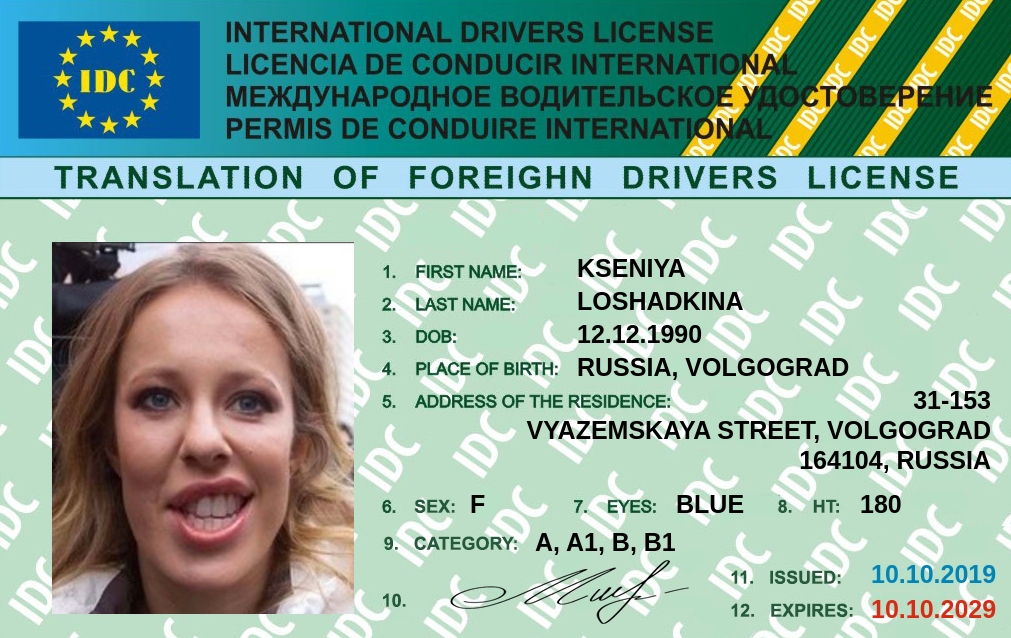 INTERNATIONAL DRIVERS LICENSE
LICENCIA DE CONDUCIR INTERNATIONAL
МЕЖДУНАРОДНОЕ ВОДИТЕЛЬСКОЕ УДОСТОВЕРЕНИЕ
PERMIS DE CONDUIRE INTERNATIONAL
IDC
TRANSLATION OF FOREIGHN DRIVERS LICENSE
1. FIRST NAME: KSENIYA
2. LAST NAME: LOSHADKINA
3. DOB: 12.12.1990
4. PLACE OF BIRTH: RUSSIA, VOLGOGRAD
5. ADDRESS OF THE RESIDENCE: 31-153
VYAZEMSKAYA STREET, VOLGOGRAD
164104, RUSSIA
6. SEX: F 7. EYES: BLUE 8. HT: 180
9. CATEGORY: A, A1, B, B1
10.
11. ISSUED: 10.10.2019
12. EXPIRES: 10.10.2029